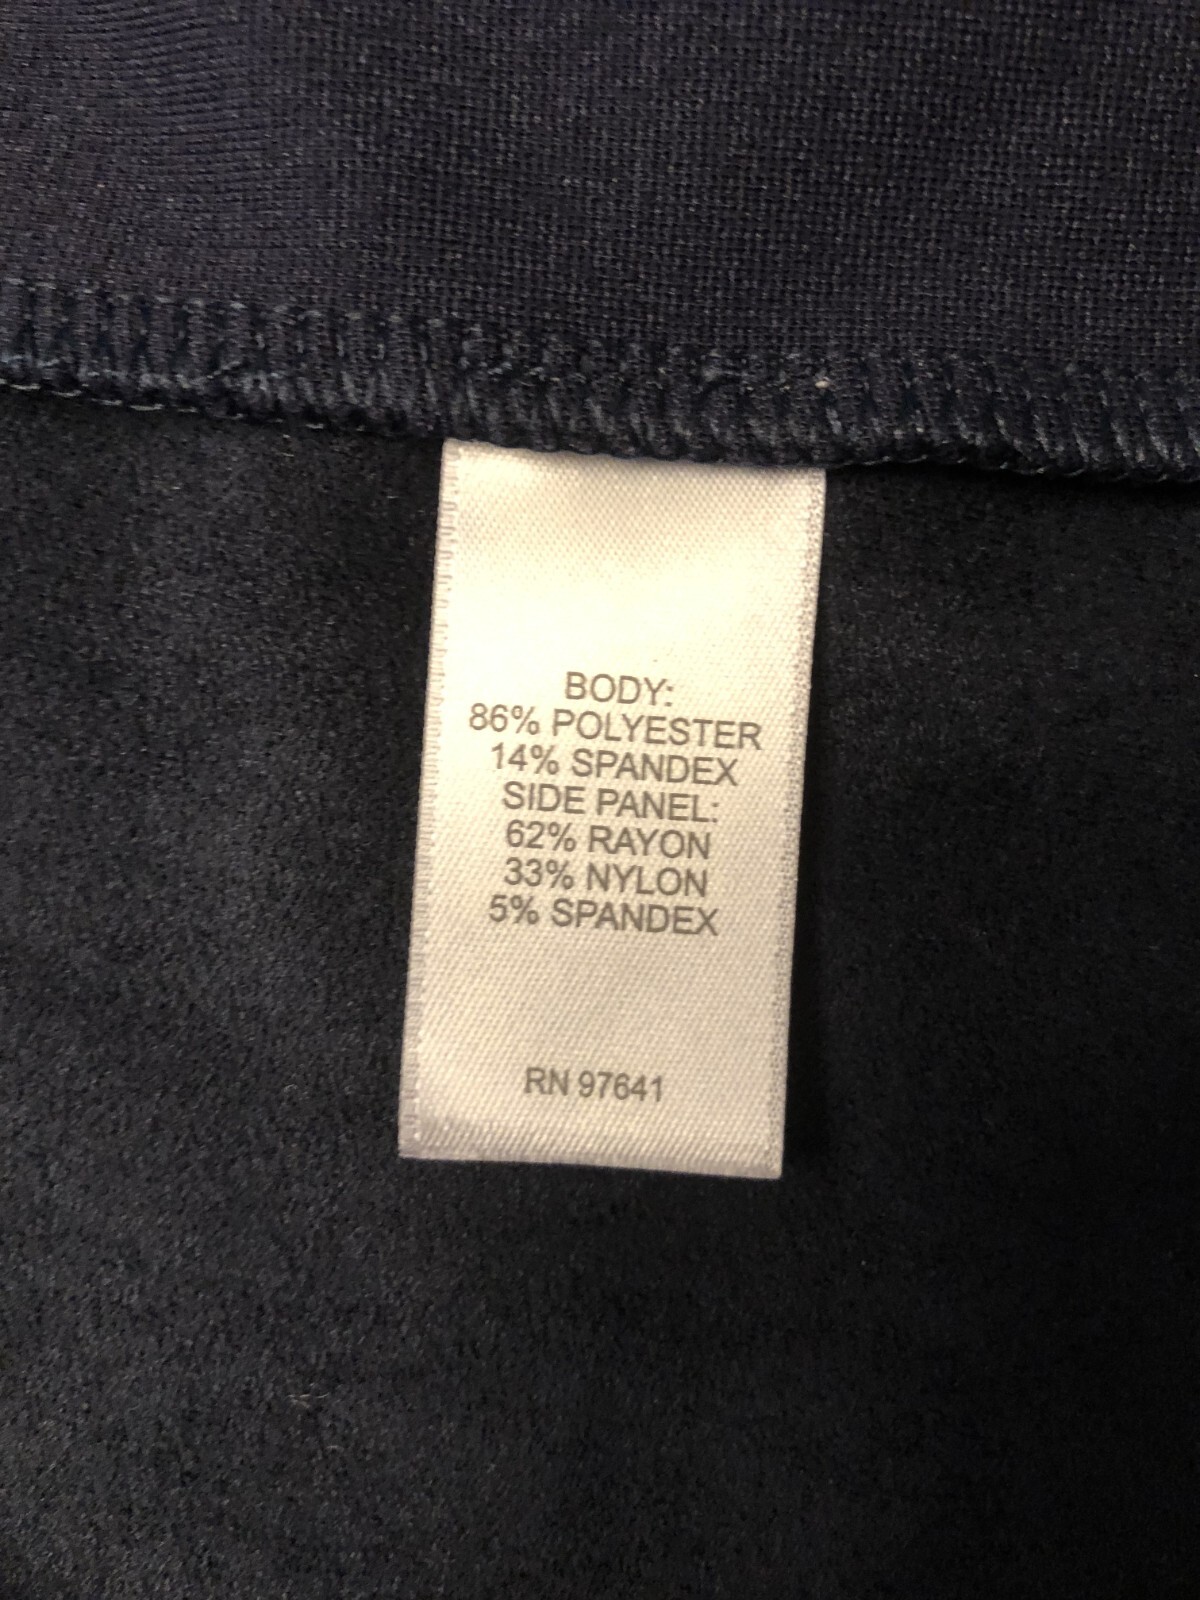 BODY:
86% POLYESTER
14% SPANDEX
SIDE PANEL:
62% RAYON
33% NYLON
5% SPANDEX
RN 97641